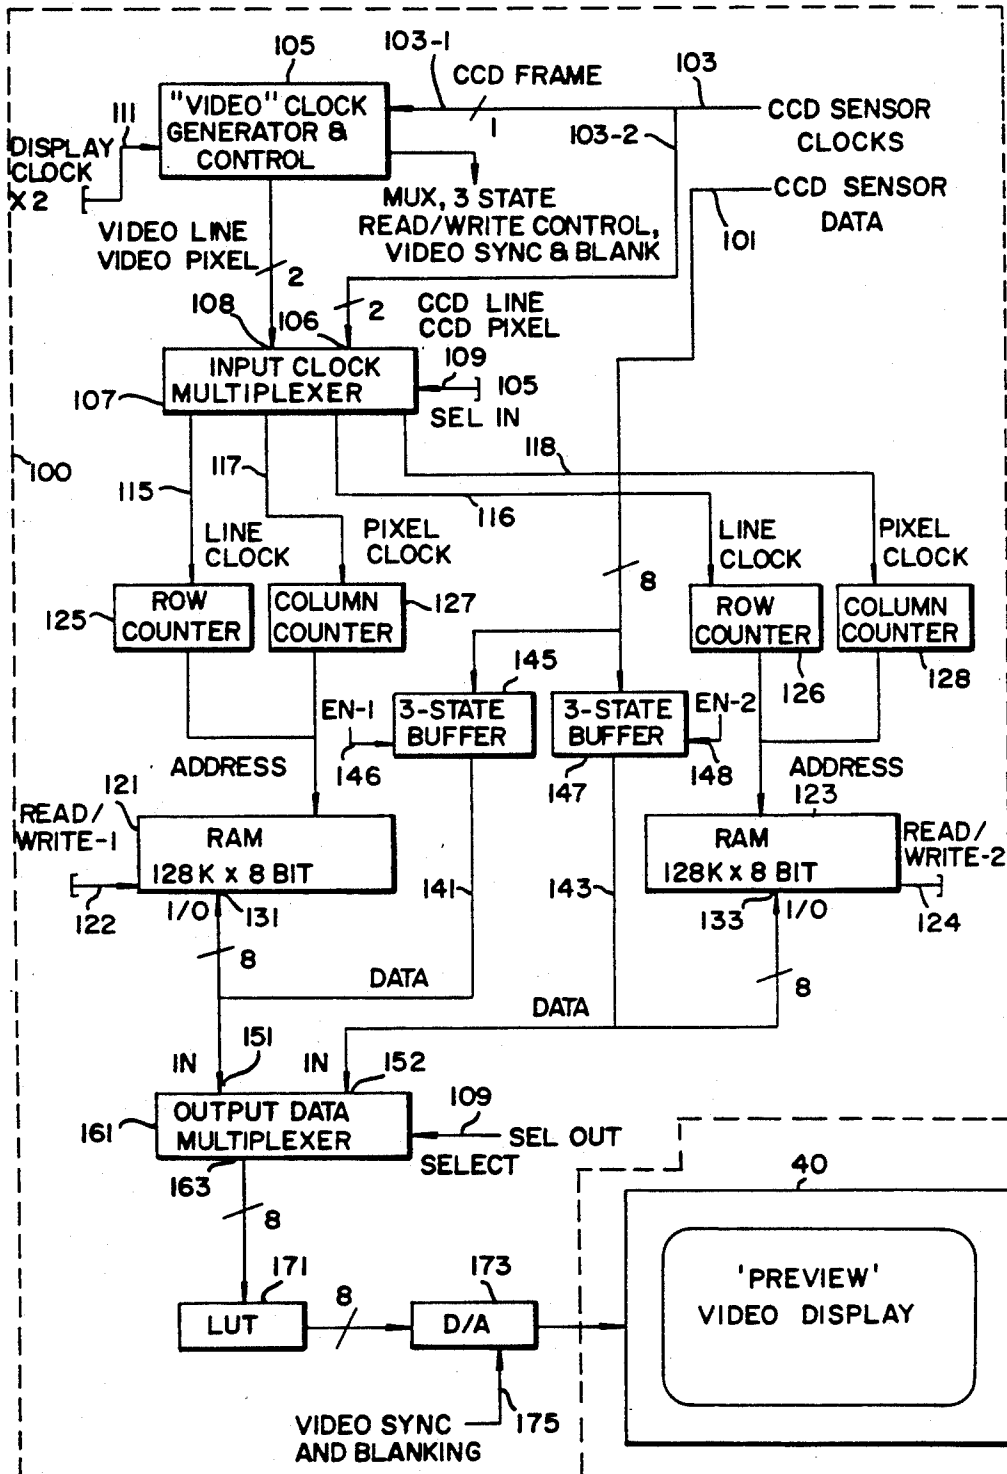 105
103-1
CCD FRAME
103
"VIDEO" CLOCK
GENERATOR &
CONTROL
1
CCD SENSOR
CLOCKS
111
103-2
DISPLAY
CLOCK
X2
MUX, 3 STATE
READ/WRITE CONTROL,
VIDEO SYNC & BLANK
CCD SENSOR
DATA
101
VIDEO LINE
VIDEO PIXEL
2
2
CCD LINE
CCD PIXEL
108
106
INPUT CLOCK
MULTIPLEXER
109
105
SEL IN
107
100
118
117
115
116
LINE
CLOCK
PIXEL
CLOCK
LINE
CLOCK
PIXEL
CLOCK
8
ROW
COUNTER
125
COLUMN
COUNTER
127
ROW
COUNTER
126
COLUMN
COUNTER
128
145
EN-1
3-STATE
BUFFER
146
3-STATE
BUFFER
147
EN-2
148
ADDRESS
ADDRESS
121
123
READ/
WRITE-1
RAM
128K x 8 BIT
RAM
128K x 8 BIT
READ/
WRITE-2
122
I/O
131
141
143
133
I/O
124
8
DATA
DATA
8
IN
151
IN
152
161
OUTPUT DATA
MULTIPLEXER
109
SEL OUT
SELECT
163
8
40
'PREVIEW'
VIDEO DISPLAY
171
LUT
8
173
D/A
VIDEO SYNC
AND BLANKING
175